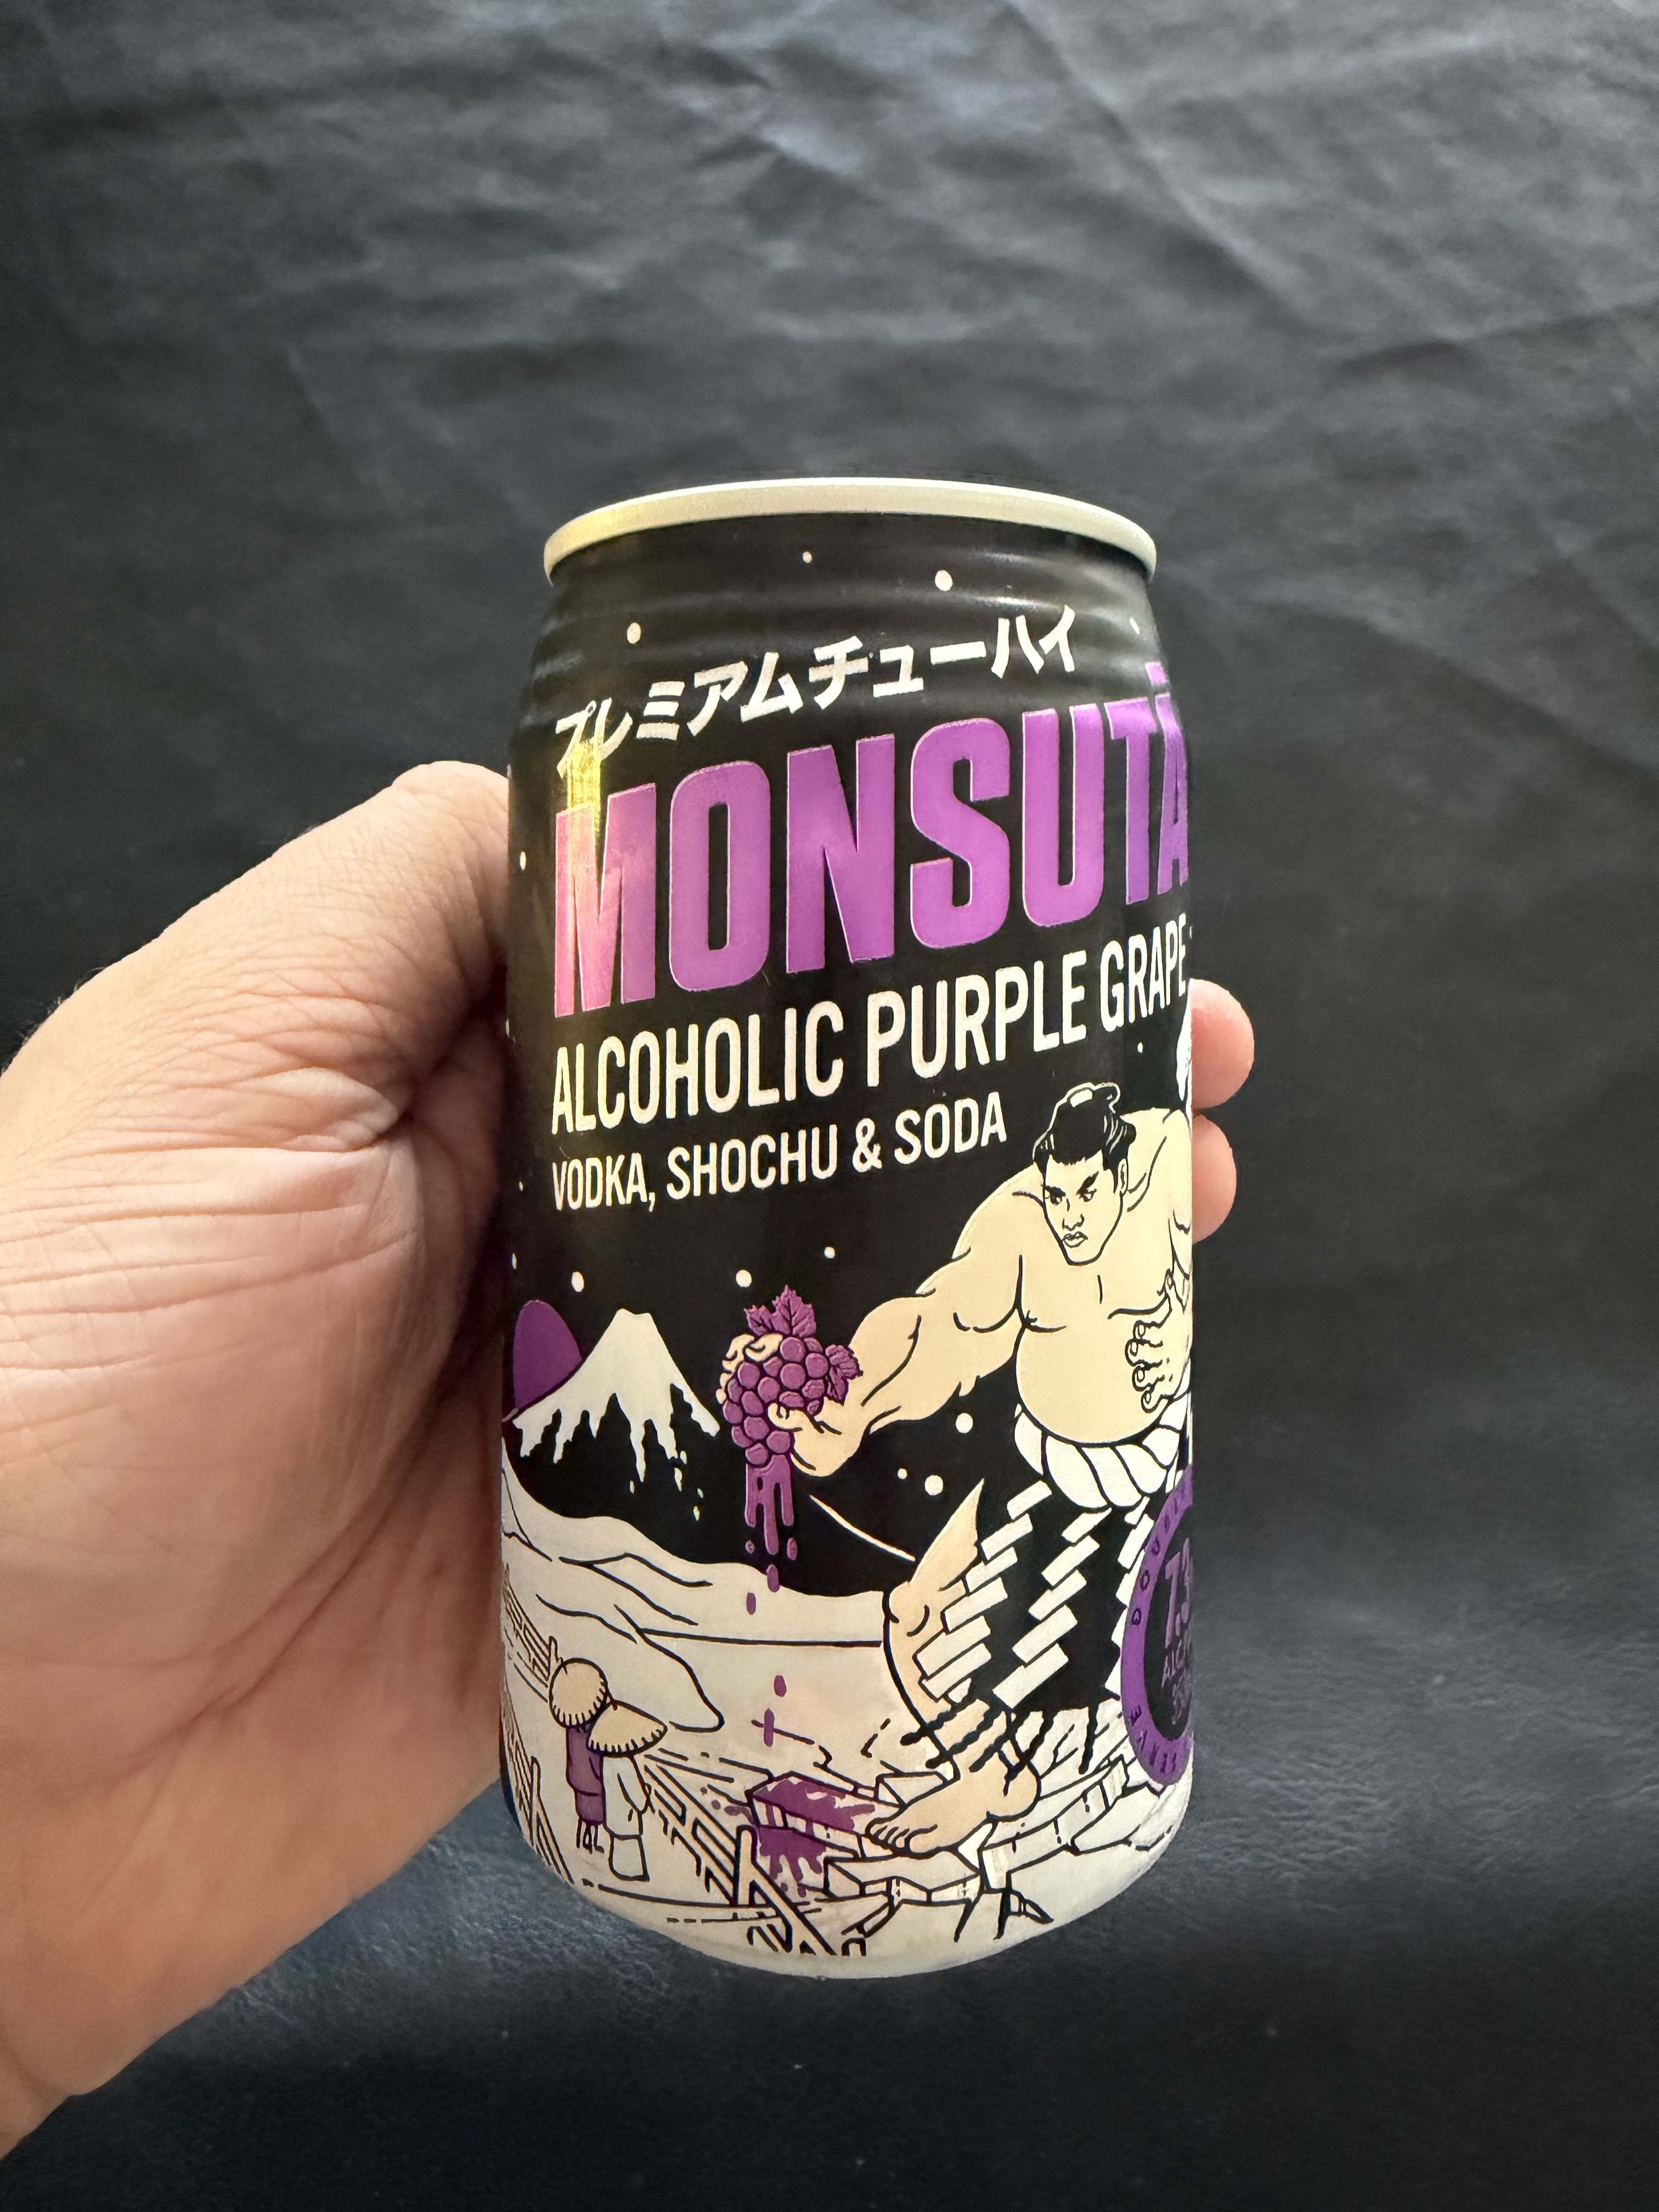 プレミアムチューハイ
MONSUTĀ
ALCOHOLIC PURPLE GRAPE
VODKA, SHOCHU & SODA